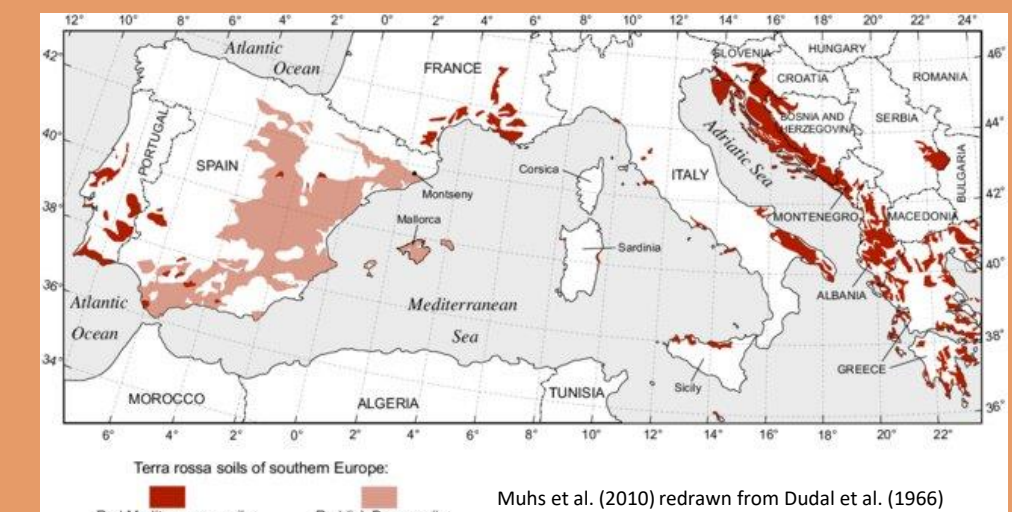 12° 10° 8° 6° 4° 2° 0° 2° 4° 6° 8° 10° 12° 14° 16° 18° 20° 22° 24°
42° Atlantic Ocean FRANCE SLOVENIA HUNGARY 46°
CROATIA ROMANIA
40° PORTUGAL SPAIN BOSNIA AND HERZEGOVINA SERBIA 44°
Adriatic Sea BULGARIA
Corsica ITALY
38° Montseny MONTENEGRO MACEDONIA 42°
Mallorca
Sardinia
36° ALBANIA 40°
Atlantic Ocean
Mediterranean Sea
34° 38°
Sicily GREECE
MOROCCO ALGERIA TUNISIA 36°
6° 4° 2° 0° 2° 4° 6° 8° 10° 12° 14° 16° 18° 20° 22°
Terra rossa soils of southern Europe:
Muhs et al. (2010) redrawn from Dudal et al. (1966)